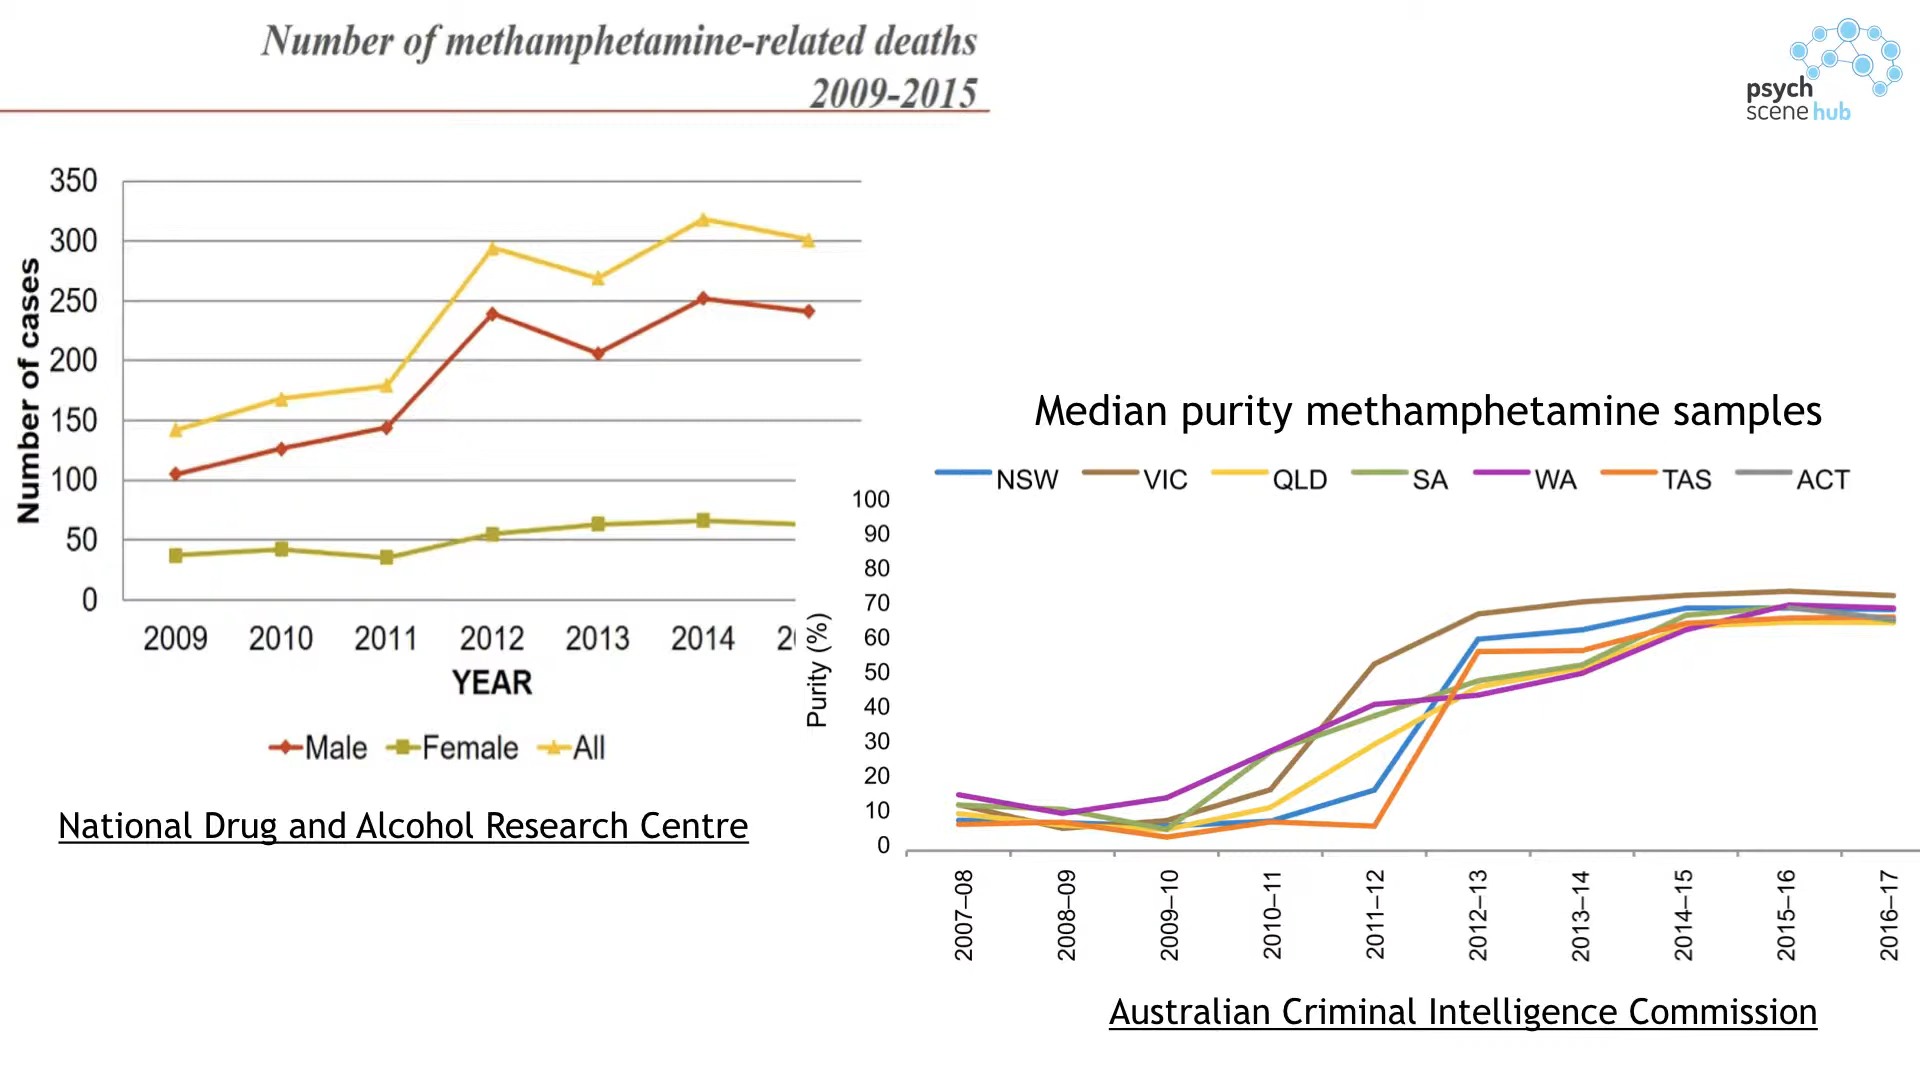 Number of methamphetamine-related deaths
2009-2015
psych
scene hub
350
300
250
200
150
100
50
0
Number of cases
2009 2010 2011 2012 2013 2014
YEAR
Male Female All
National Drug and Alcohol Research Centre
Median purity methamphetamine samples
NSW VIC QLD SA WA TAS ACT
100
90
80
70
60
50
40
30
20
10
0
Purity (%)
2007–08 2008–09 2009–10 2010–11 2011–12 2012–13 2013–14 2014–15 2015–16 2016–17
Australian Criminal Intelligence Commission